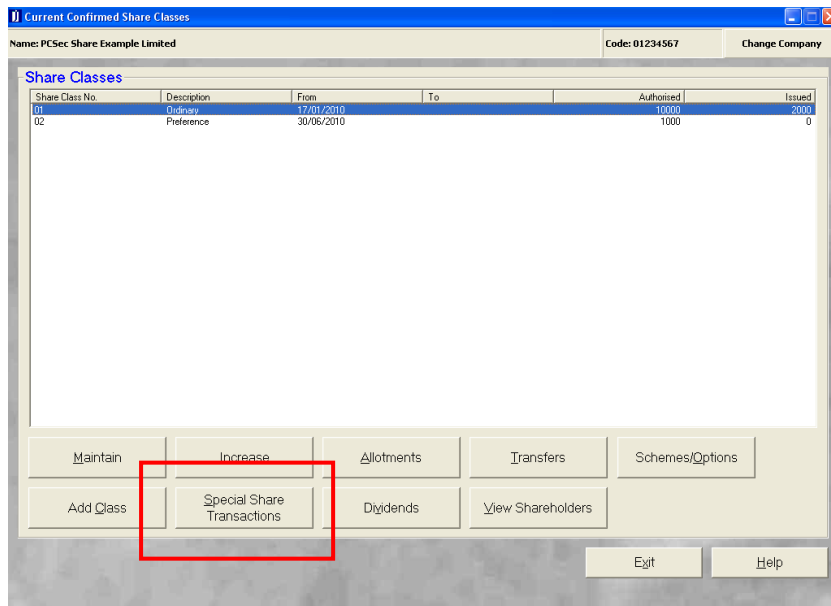 Current Confirmed Share Classes
Name: PCSec Share Example Limited Code: 01234567 Change Company
Share Classes
Share Class No. Description From To Authorised Issued
01 Ordinary 17/01/2010 10000 2000
02 Preference 30/06/2010 1000 0
Maintain Increase Allotments Transfers Schemes/Options
Add Class Special Share Transactions Dividends View Shareholders
Exit Help